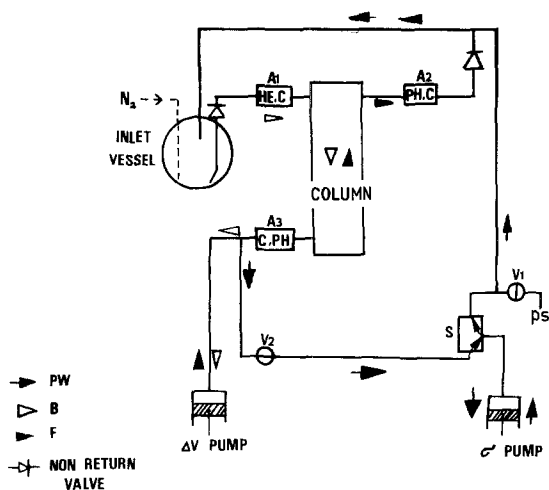 A1
A2
HE.C
PH.C
N2
INLET
VESSEL
COLUMN
A3
C.PH
V1
ps
S
V2
PW
B
F
NON RETURN
VALVE
ΔV PUMP
σ PUMP